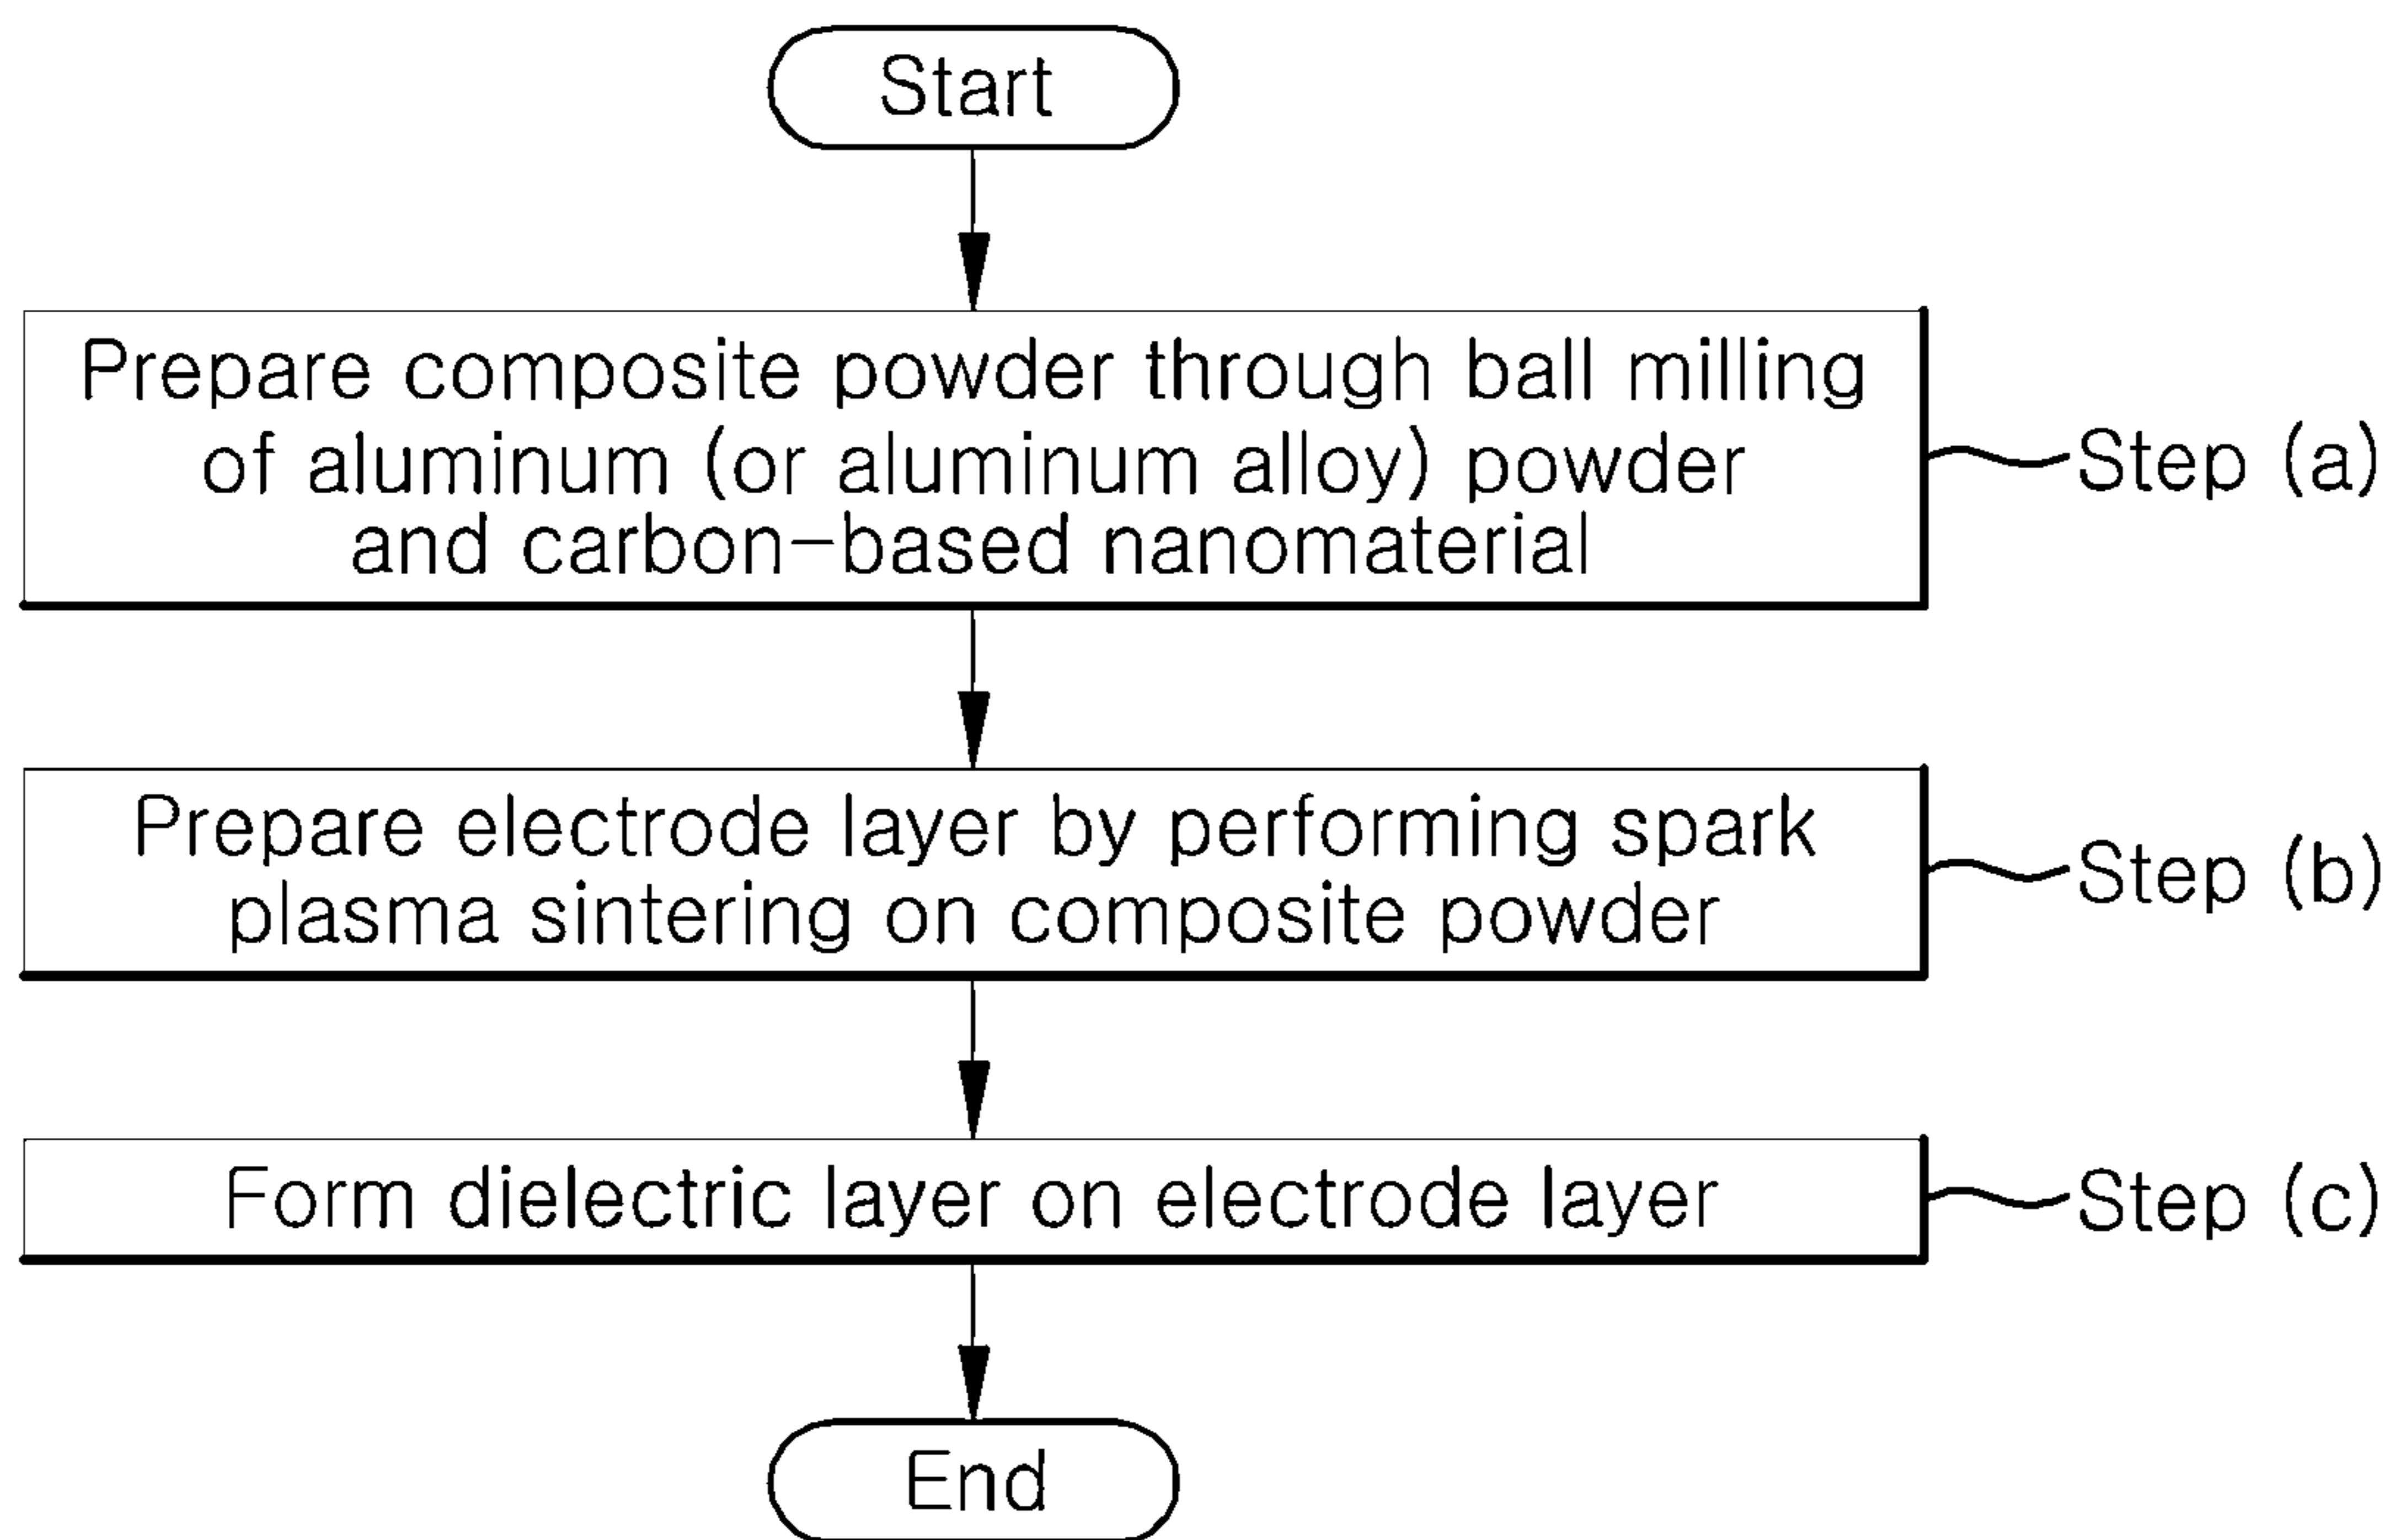 Start
Prepare composite powder through ball milling
of aluminum (or aluminum alloy) powder
and carbon-based nanomaterial
Step (a)
Prepare electrode layer by performing spark
plasma sintering on composite powder
Step (b)
Form dielectric layer on electrode layer
Step (c)
End